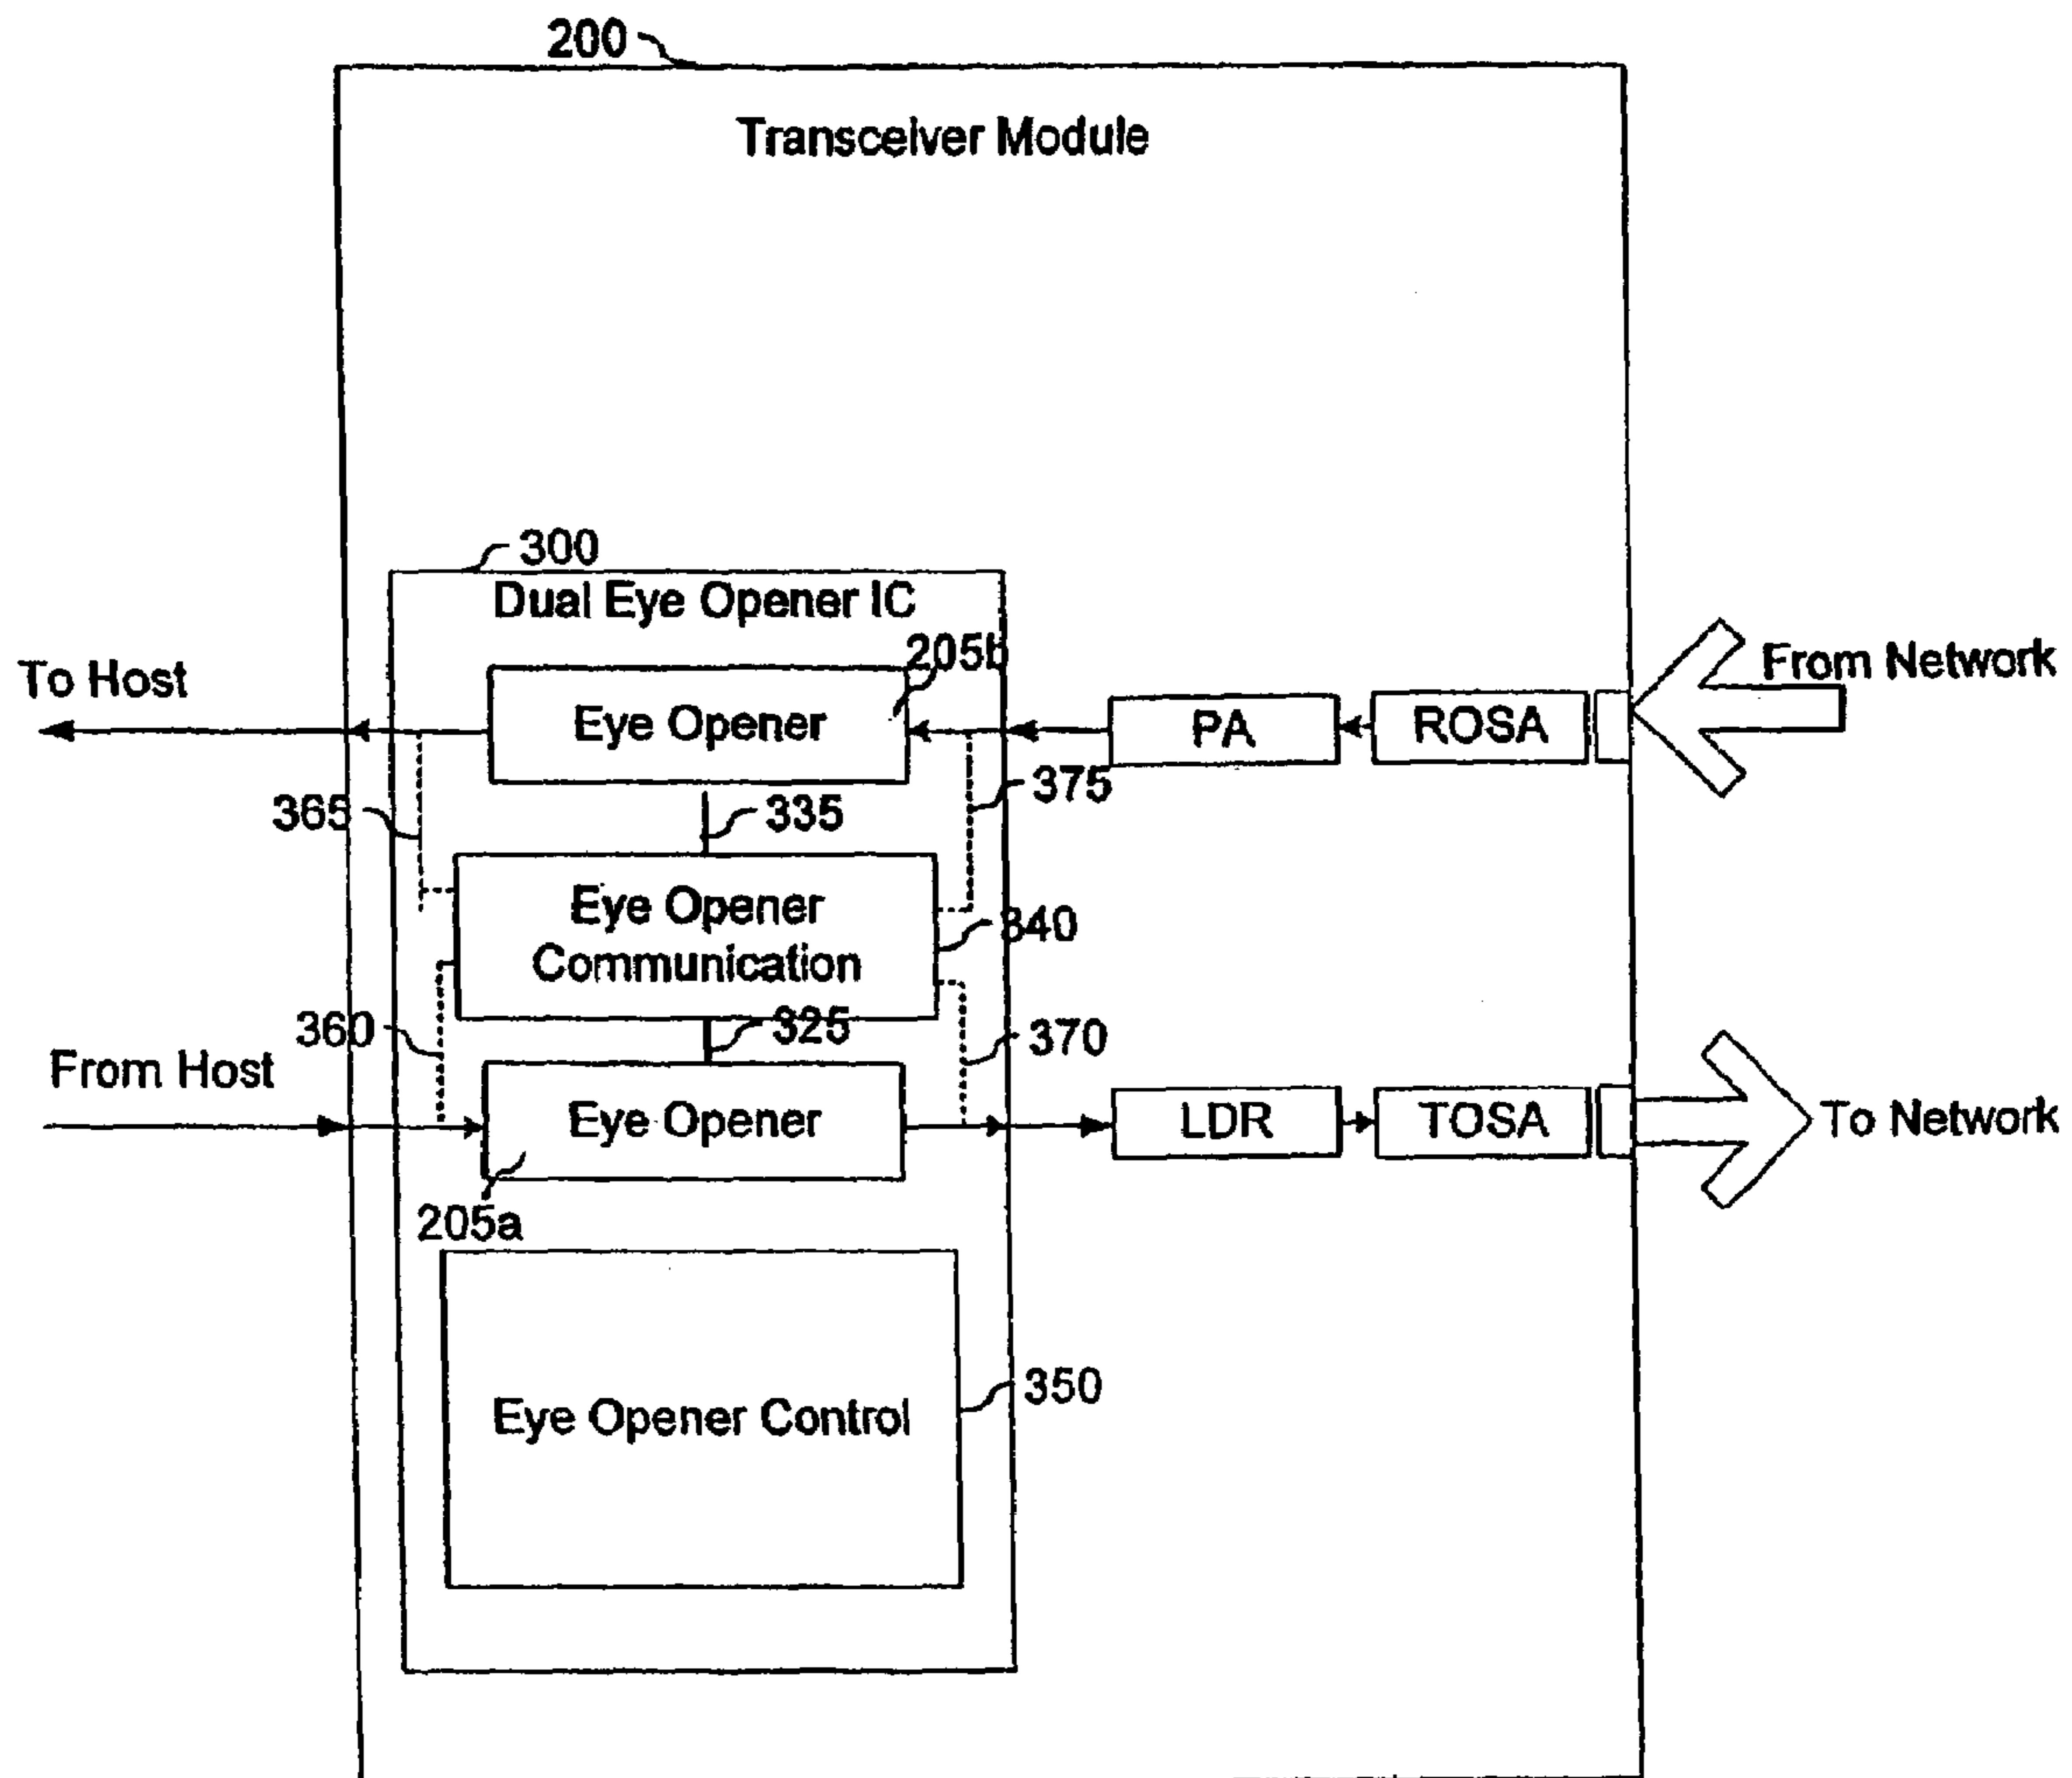 200
Transceiver Module
300
Dual Eye Opener IC
205b
To Host
Eye Opener
PA
ROSA
From Network
365
335
375
Eye Opener
Communication
340
360
325
370
From Host
Eye Opener
LDR
TOSA
To Network
205a
Eye Opener Control
350